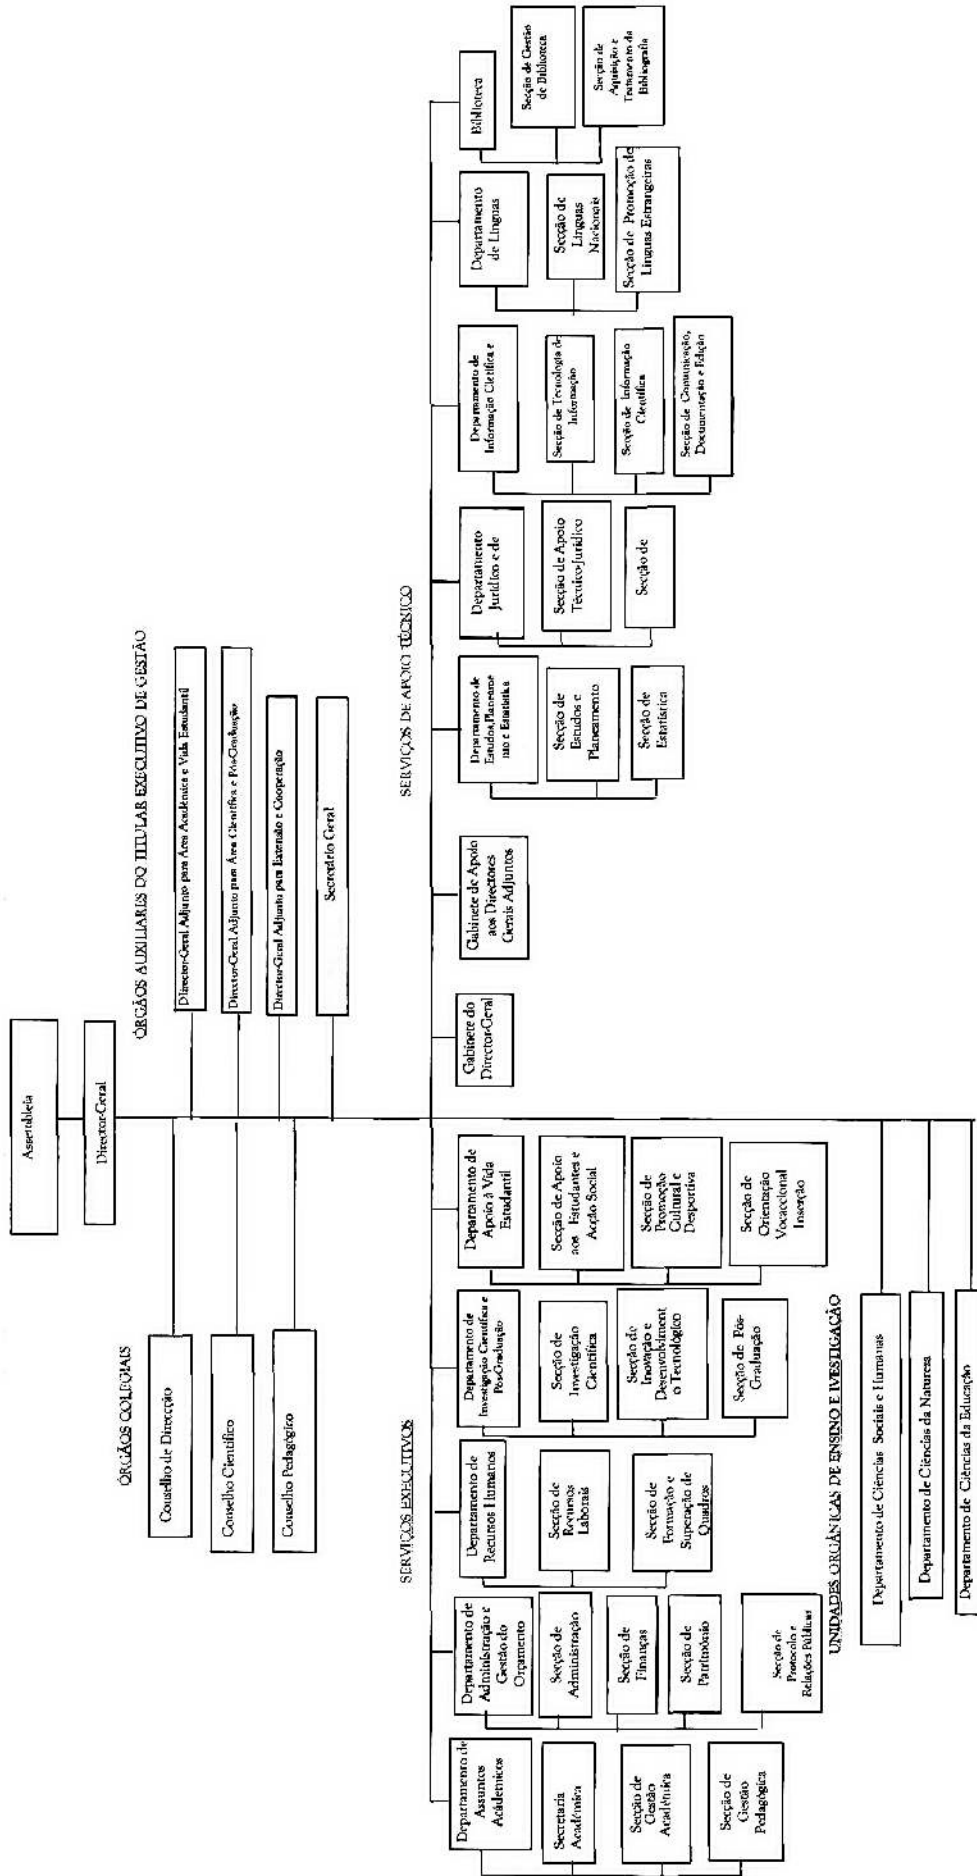 Assembleia
Director-Geral
ÓRGÃOS COLEGIAIS
Conselho de Direcção
Conselho Científico
Conselho Pedagógico
ÓRGÃOS AUXILIARES DO TITULAR EXECUTIVO DE GESTÃO
Director-Geral Adjunto para Área Académica e Vida Estudantil
Director-Geral Adjunto para Área Científica e Pós-Graduação
Director-Geral Adjunto para Extensão e Cooperação
Secretário Geral
SERVIÇOS EXECUTIVOS
Departamento de
Assuntos
Académicos
Secretaria
Académica
Secção de
Gestão
Académica
Secção de
Gestão
Pedagógica
Departamento de
Administração e
Gestão do
Orçamento
Secção de
Administração
Secção de
Finanças
Secção de
Património
Secção de
Protocolo e
Relações Públicas
Departamento de
Recursos Humanos
Secção de
Recursos
Laborais
Secção de
Formação e
Superação de
Quadros
Departamento de
Investigação Científica e
Pós-Graduação
Secção de
Investigação
Científica
Secção de
Inovação e
Desenvolviment
o Tecnológico
Secção de Pós-
Graduação
Departamento de
Apoio à Vida
Estudantil
Secção de Apoio
aos Estudantes e
Acção Social
Secção de
Promoção
Cultural e
Desportiva
Secção de
Orientação
Vocaccional
Inserção
SERVIÇOS DE APOIO TÉCNICO
Gabinete do
Director-Geral
Gabinete de Apoio
aos Directores
Gerais Adjuntos
Departamento de
Estudos,Planeame
nto e Estatística
Secção de
Estudos e
Planeamento
Secção de
Estatística
Departamento
Jurídico e de
Secção de Apoio
Técnico-Jurídico
Secção de
Departamento de
Informação Cietífica e
Secção de Tecnologia de
Informação
Secção de Informação
Científica
Secção de Comunicação,
Documentação e Edição
Departamento
de Línguas
Secção de
Línguas
Nacionais
Secção de Promoção de
Línguas Estrangeiras
Biblioteca
Secção de Gestão
de Biblioteca
Secção de
Aquisição e
Tratamento da
Bibliografia
UNIDADES ORGÂNICAS DE ENSINO E IVESTIGAÇÃO
Departamento de Ciências Sociais e Humanas
Departamento de Ciências da Natureza
Departamento de Ciências da Educação